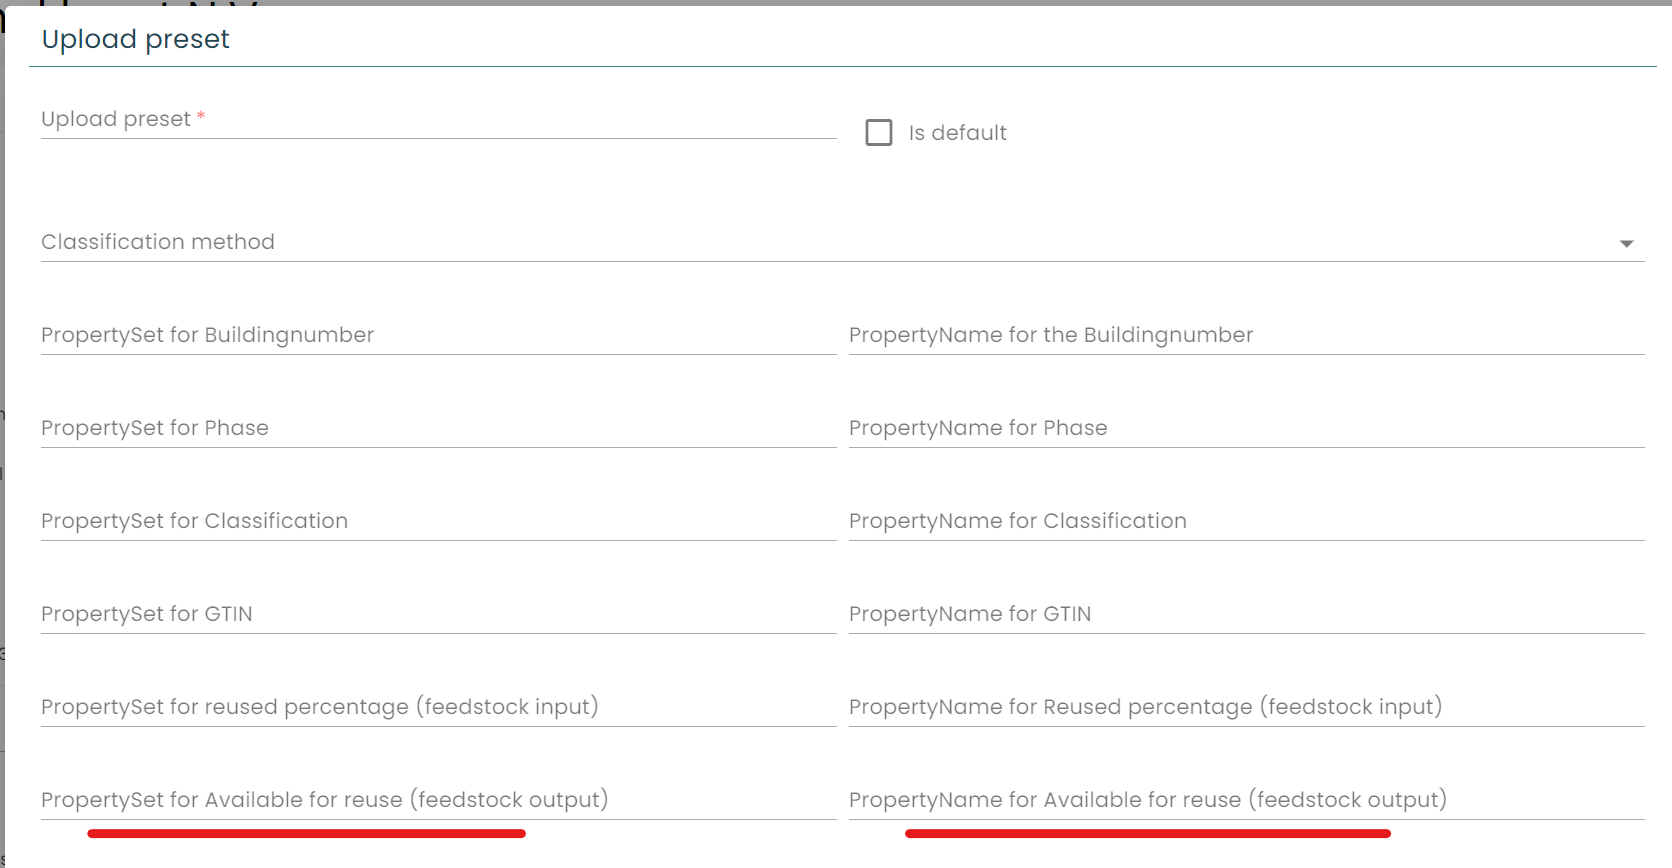 Upload preset
Upload preset *
Is default
Classification method
PropertySet for Buildingnumber
PropertyName for the Buildingnumber
PropertySet for Phase
PropertyName for Phase
PropertySet for Classification
PropertyName for Classification
PropertySet for GTIN
PropertyName for GTIN
PropertySet for reused percentage (feedstock input)
PropertyName for Reused percentage (feedstock input)
PropertySet for Available for reuse (feedstock output)
PropertyName for Available for reuse (feedstock output)